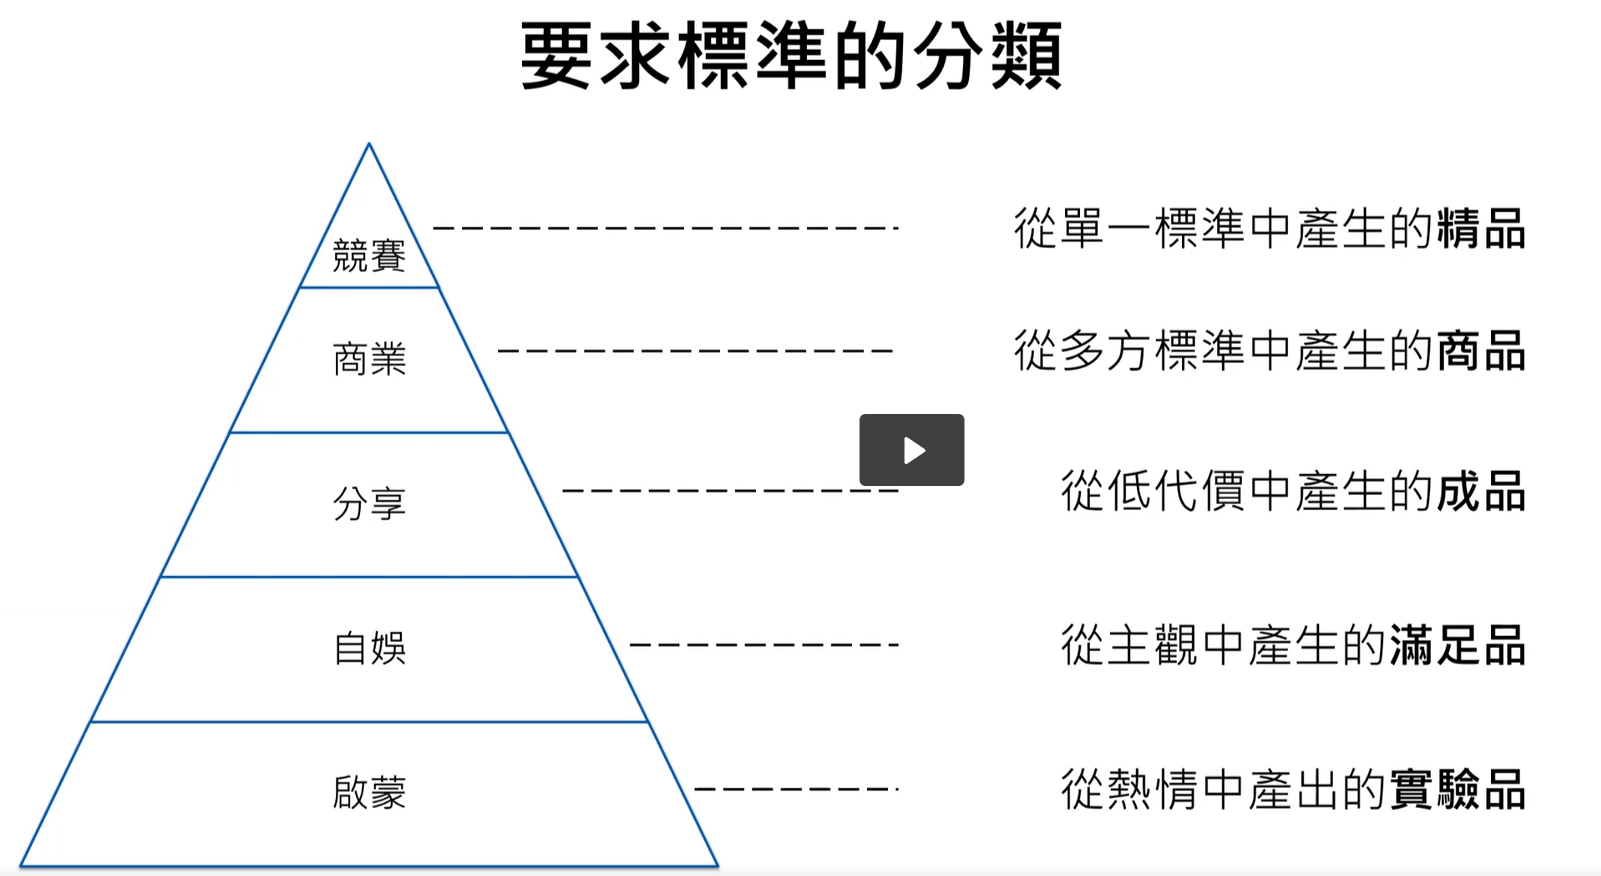 要求標準的分類
競賽
從單一標準中產生的精品
商業
從多方標準中產生的商品
分享
從低代價中產生的成品
自娛
從主觀中產生的滿足品
啟蒙
從熱情中產出的實驗品